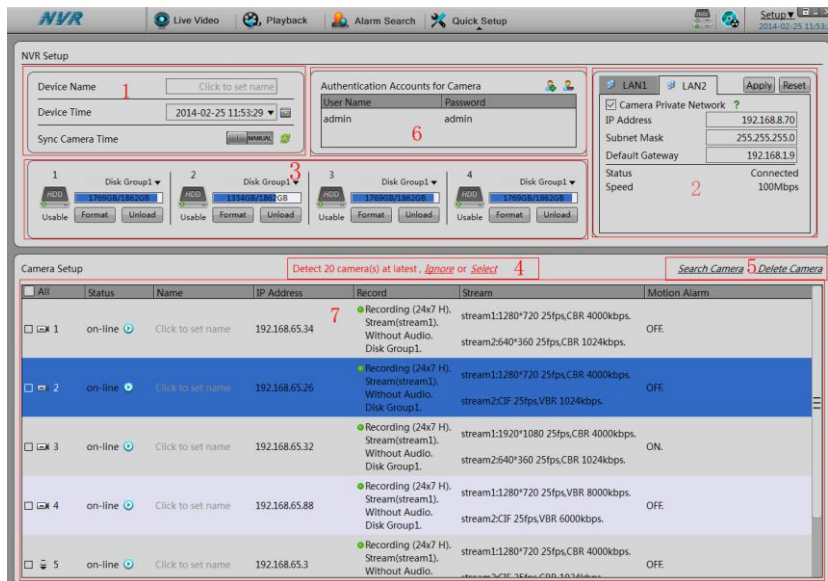 NVR
Live Video
Playback
Alarm Search
Quick Setup
HDD
Setup▼
2014-02-25 11:53:
NVR Setup
Device Name
Click to set name
1
Device Time
2014-02-25 11:53:29 ▼
Sync Camera Time
MANUAL
Authentication Accounts for Camera
User Name Password
admin admin
6
LAN1 LAN2 Apply Reset
Camera Private Network ?
IP Address 192.168.8.70
Subnet Mask 255.255.255.0
Default Gateway 192.168.1.9
Status Connected
Speed 100Mbps
2
3
1 Disk Group1 ▼
HDD 1769GB/1862GB
Usable Format Unload
2 Disk Group1 ▼
HDD 1334GB/1862GB
Usable Format Unload
3 Disk Group1 ▼
HDD 1769GB/1862GB
Usable Format Unload
4 Disk Group1 ▼
HDD 1769GB/1862GB
Usable Format Unload
Camera Setup
Detect 20 camera(s) at latest , Ignore or Select 4
Search Camera 5 Delete Camera
All Status Name IP Address Record Stream Motion Alarm
7
1 on-line Click to set name 192.168.65.34
Recording (24x7 H).
Stream(stream1).
Without Audio.
Disk Group1.
stream1:1280*720 25fps,CBR 4000kbps.
stream2:640*360 25fps,CBR 1024kbps.
OFF.
2 on-line Click to set name 192.168.65.26
Recording (24x7 H).
Stream(stream1).
Without Audio.
Disk Group1.
stream1:1280*720 25fps,CBR 4000kbps.
stream2:CIF 25fps,VBR 1024kbps.
OFF.
3 on-line Click to set name 192.168.65.32
Recording (24x7 H).
Stream(stream1).
Without Audio.
Disk Group1.
stream1:1920*1080 25fps,CBR 4000kbps.
stream2:640*360 25fps,CBR 1024kbps.
ON.
4 on-line Click to set name 192.168.65.88
Recording (24x7 H).
Stream(stream1).
Without Audio.
Disk Group1.
stream1:1280*720 25fps,VBR 8000kbps.
stream2:CIF 25fps,VBR 6000kbps.
OFF.
5 on-line Click to set name 192.168.65.3
Recording (24x7 H).
Stream(stream1).
Without Audio.
stream1:1280*720 25fps,CBR 4000kbps.
stream2:CIF 25fps,CBR 1024kbps.
OFF.